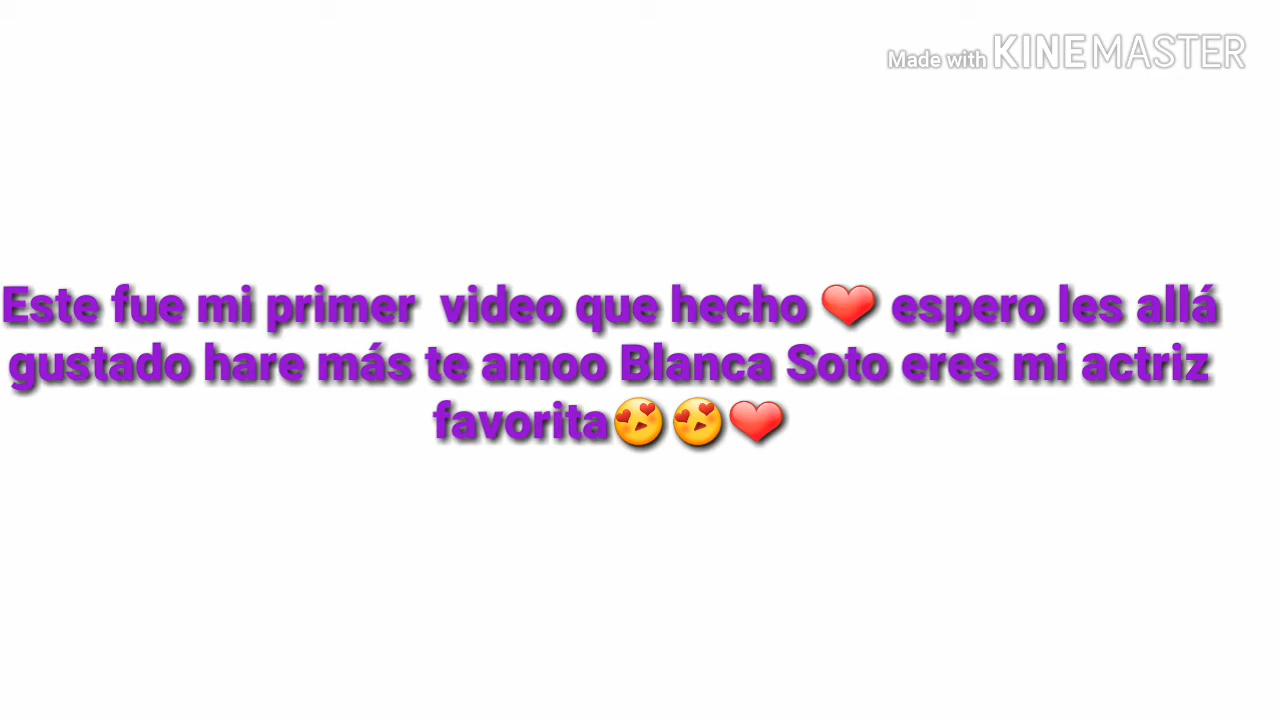 Made with KINEMASTER
Este fue mi primer  video que hecho ❤ espero les allá
gustado hare más te amoo Blanca Soto eres mi actriz
favorita😍😍❤